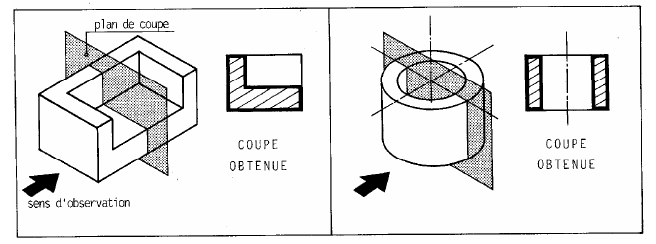 plan de coupe
COUPE
OBTENUE
sens d'observation
COUPE
OBTENUE